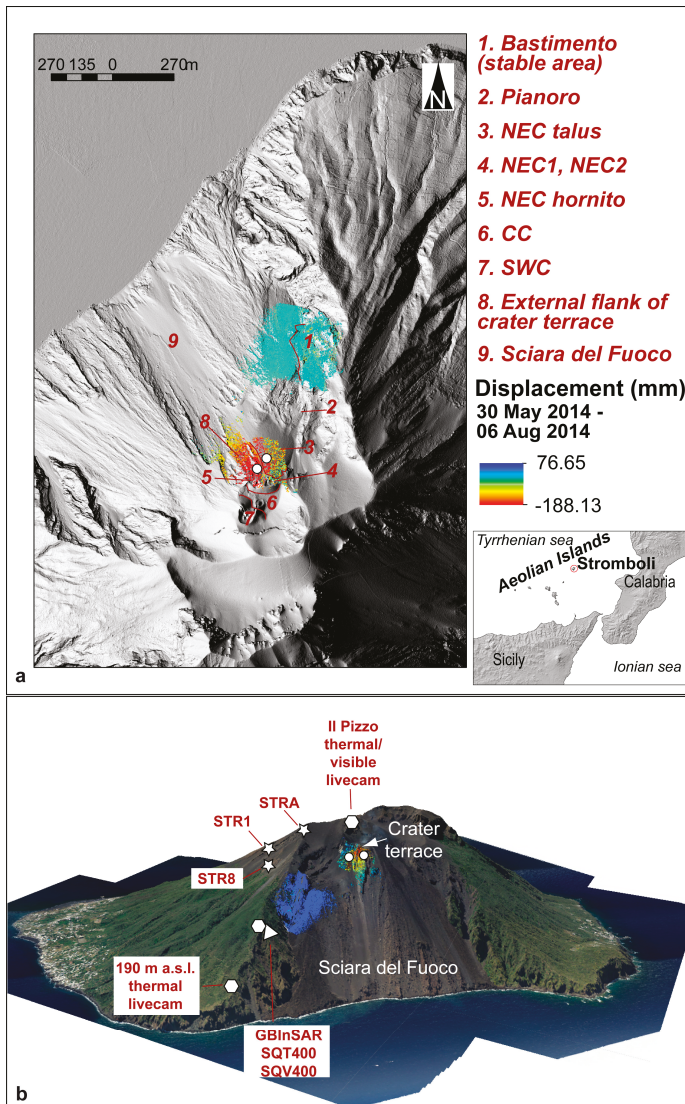 270 135 0 270m
N
1. Bastimento
(stable area)
2. Pianoro
3. NEC talus
4. NEC1, NEC2
5. NEC hornito
6. CC
7. SWC
8. External flank of
crater terrace
9. Sciara del Fuoco
Displacement (mm)
30 May 2014 -
06 Aug 2014
76.65
-188.13
9
1
2
8
3
5
4
6
7
Tyrrhenian sea
Aeolian Islands
Stromboli
Calabria
Sicily
Ionian sea
a
Il Pizzo
thermal/
visible
livecam
STRA
STR1
STR8
Crater
terrace
Sciara del Fuoco
190 m a.s.l.
thermal
livecam
GBInSAR
SQT400
SQV400
b